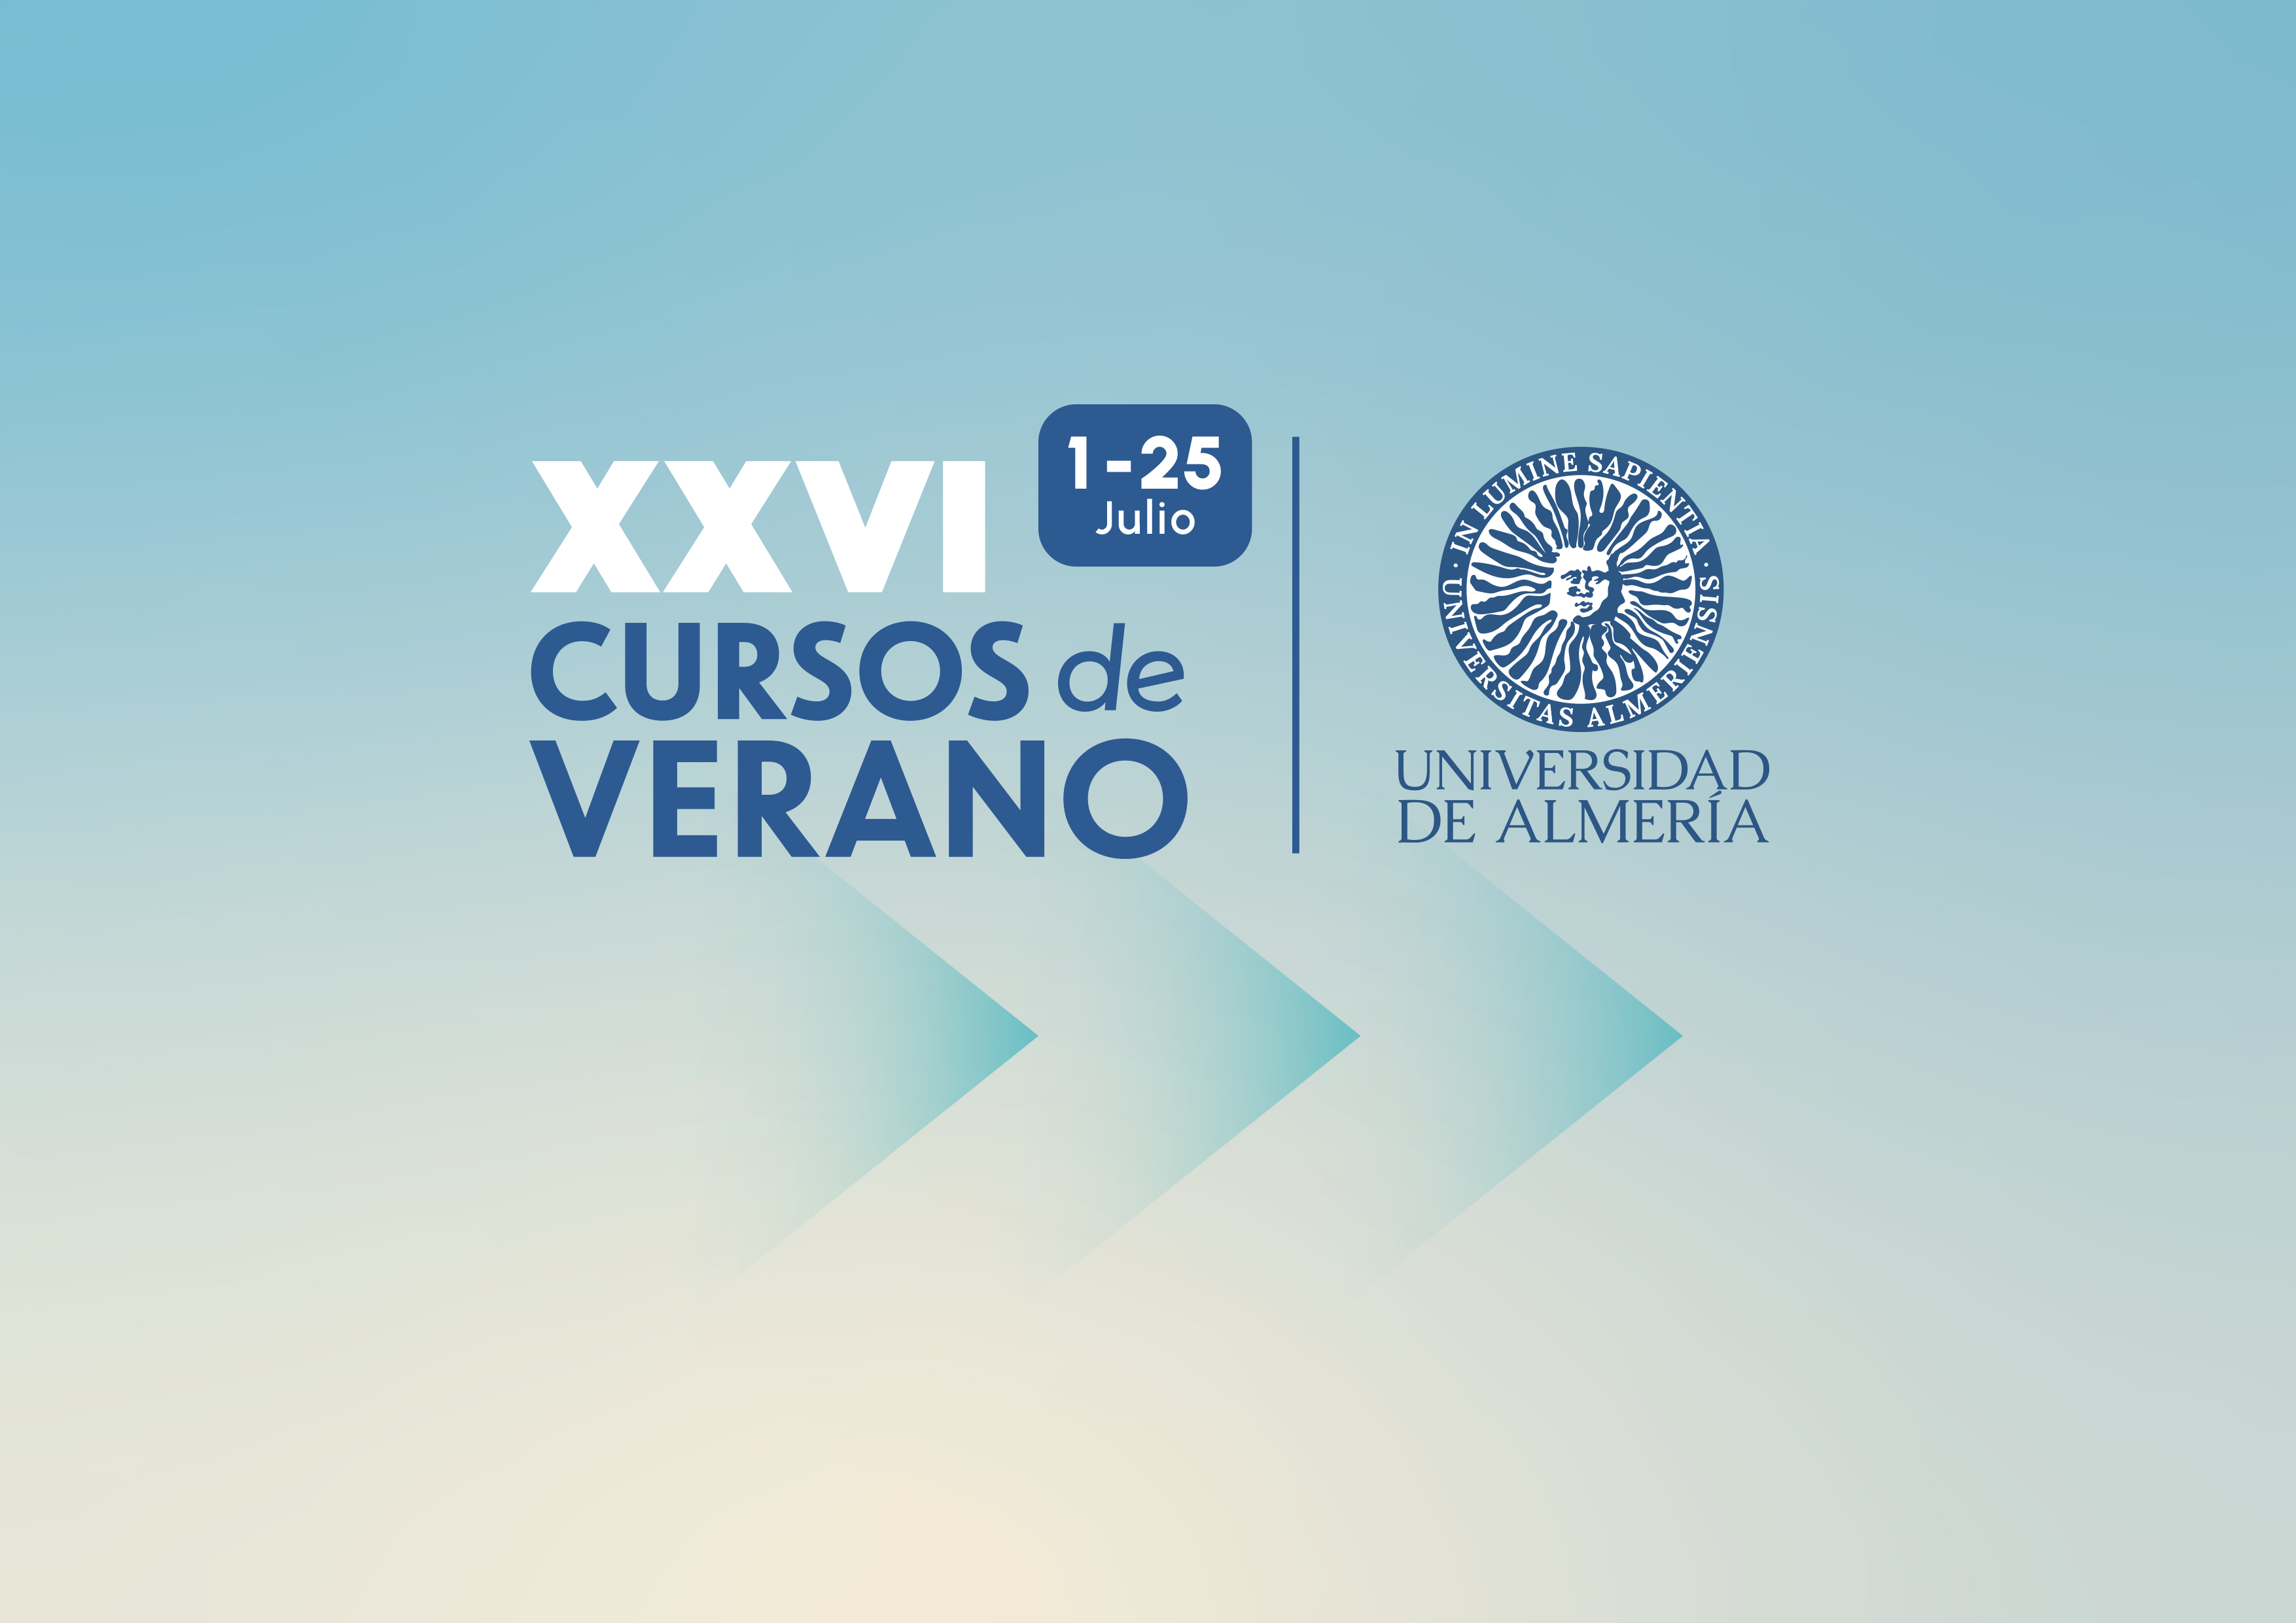 XXVI
1-25
Julio
CURSOS de
VERANO
· IN LUMINE SAPIENTIA · UNIVERSITAS ALMERIENSIS
UNIVERSIDAD
DE ALMERÍA